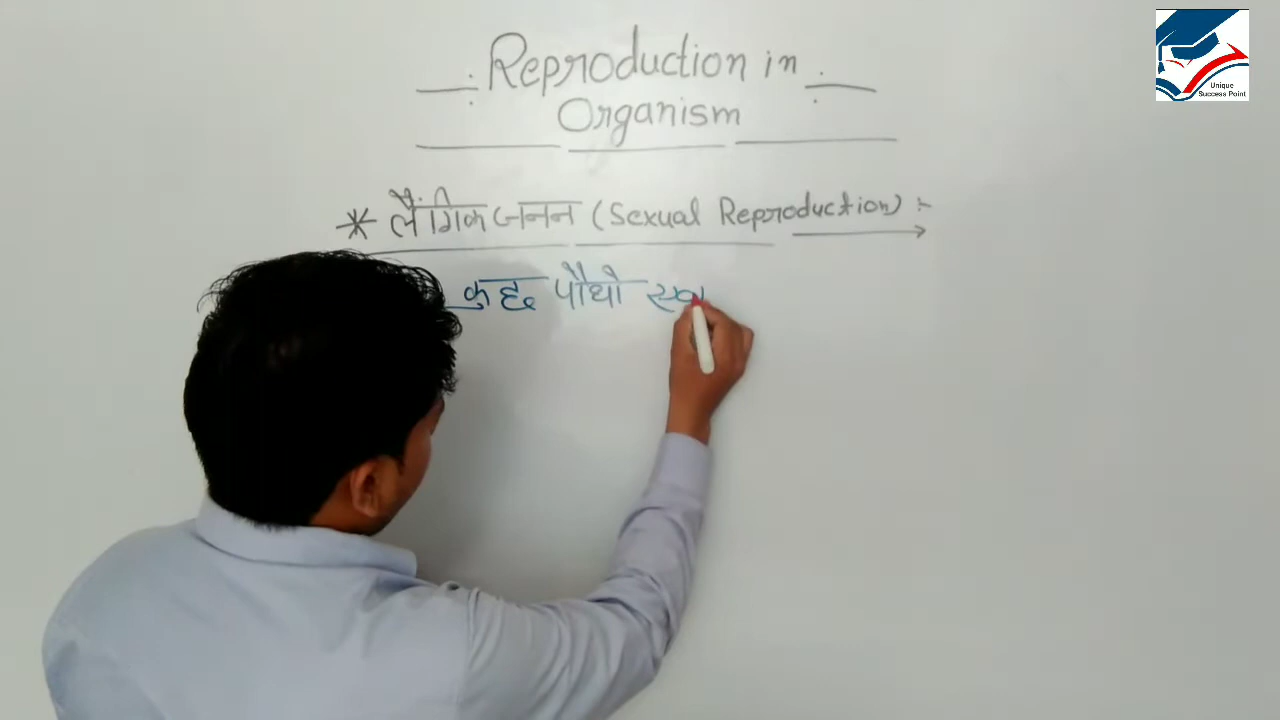 Reproduction in
Organism
* लैंगिक जनन (Sexual Reproduction) :-
कुछ पौधों
Unique
Success Point